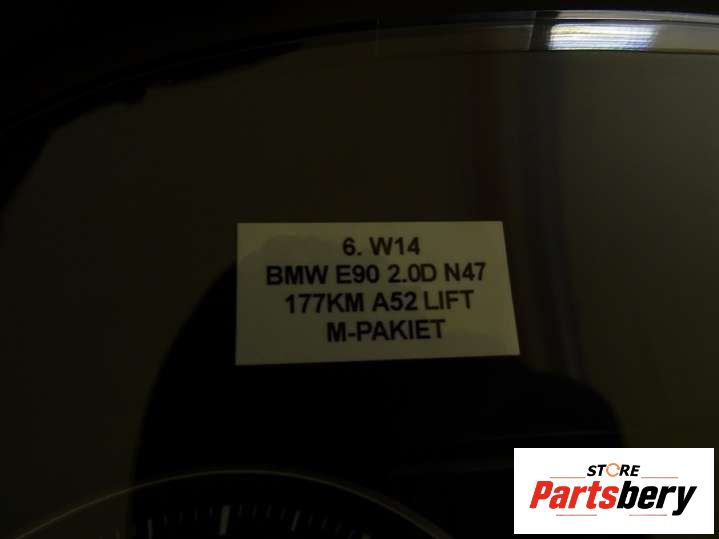 6. W14
BMW E90 2.0D N47
177KM A52 LIFT
M-PAKIET
STORE
Partsbery